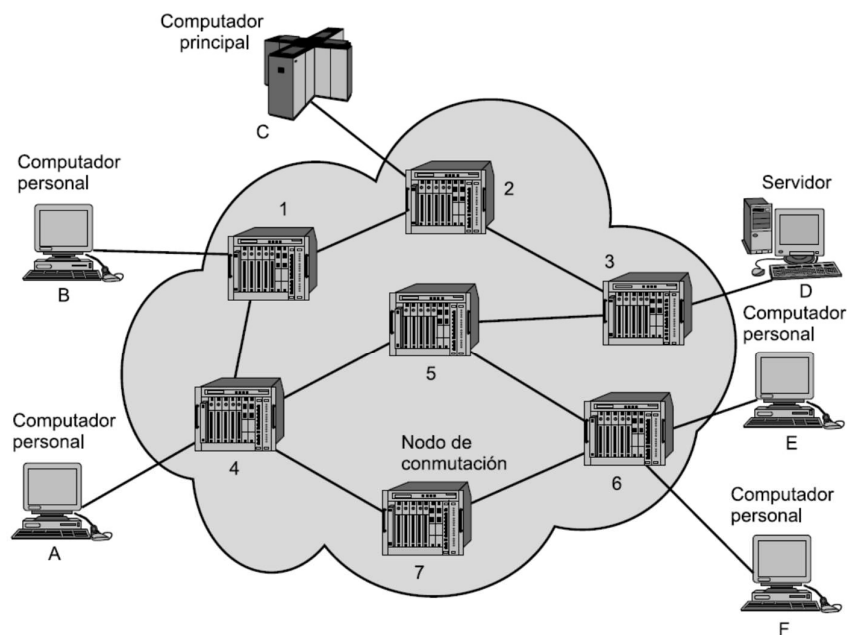 Computador
principal
C
Computador
personal
B
1
2
Servidor
D
3
Computador
personal
E
5
Computador
personal
A
4
Nodo de
conmutación
7
6
Computador
personal
F